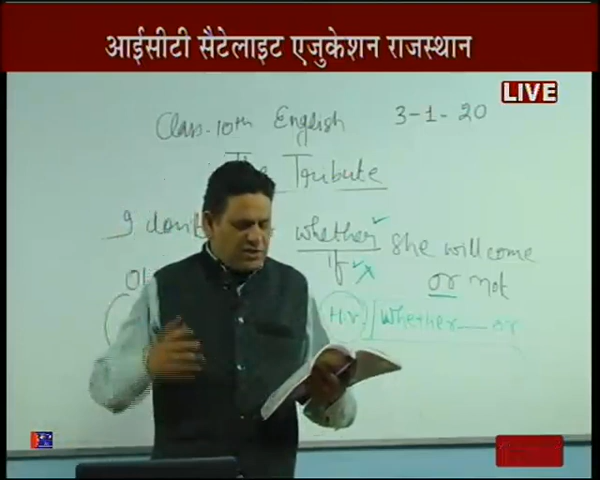 आईसीटी सैटेलाइट एजुकेशन राजस्थान
LIVE
Class-10th English 3-1-20
The Tribute
I don't whether ✓ she will come
if ✓✗ or not
Whether — or